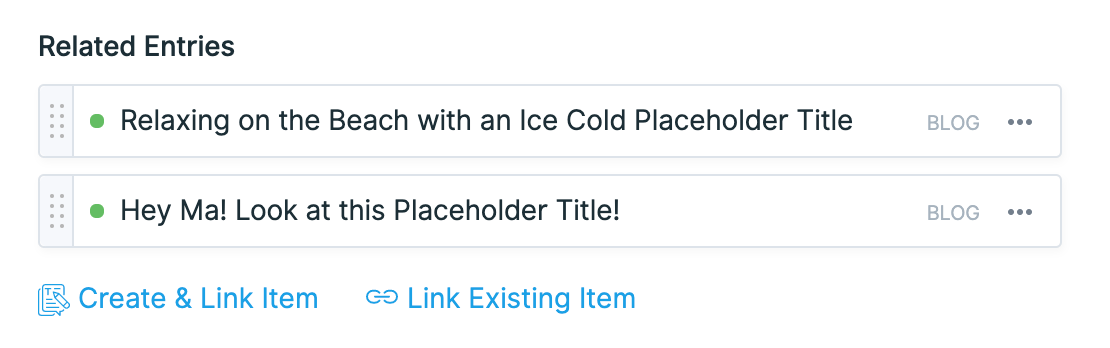 Related Entries
Relaxing on the Beach with an Ice Cold Placeholder Title BLOG
Hey Ma! Look at this Placeholder Title! BLOG
Create & Link Item Link Existing Item